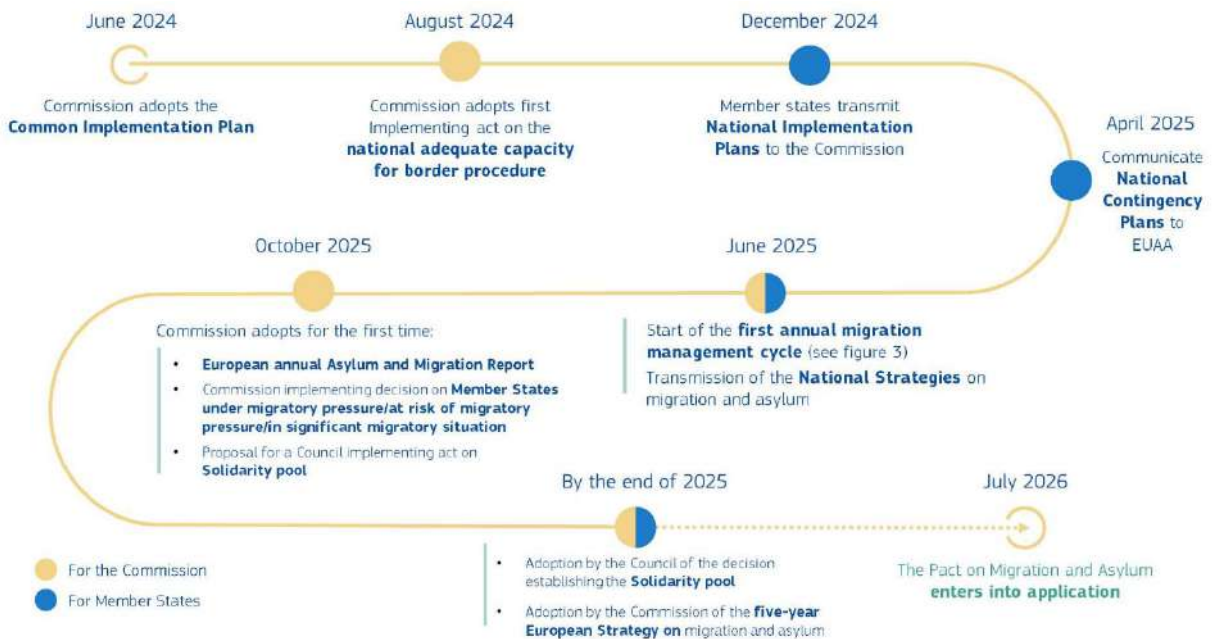 June 2024
Commission adopts the
Common Implementation Plan
August 2024
Commission adopts first
Implementing act on the
national adequate capacity
for border procedure
December 2024
Member states transmit
National Implementation
Plans to the Commission
April 2025
Communicate
National
Contingency
Plans to
EUAA
June 2025
Start of the first annual migration
management cycle (see figure 3)
Transmission of the National Strategies on
migration and asylum
October 2025
Commission adopts for the first time:
• European annual Asylum and Migration Report
• Commission implementing decision on Member States
under migratory pressure/at risk of migratory
pressure/in significant migratory situation
• Proposal for a Council implementing act on
Solidarity pool
By the end of 2025
• Adoption by the Council of the decision
establishing the Solidarity pool
• Adoption by the Commission of the five-year
European Strategy on migration and asylum
July 2026
The Pact on Migration and Asylum
enters into application
For the Commission
For Member States